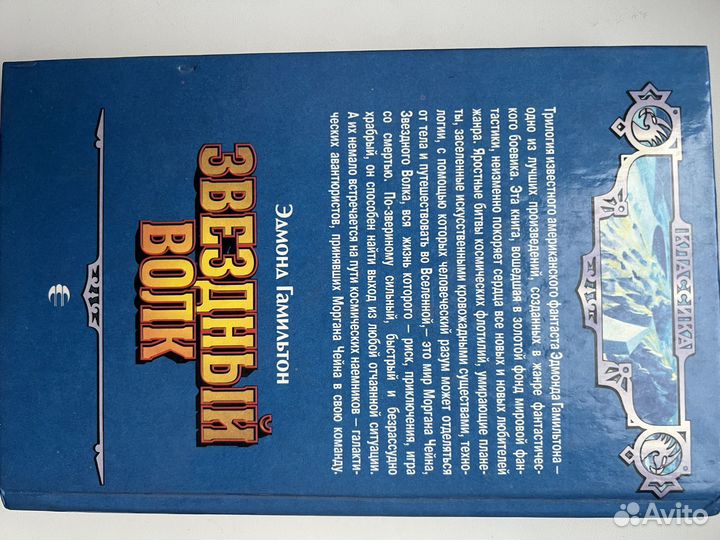 КЛАССИКА
Трилогия известного американского фантаста Эдмонда Гамильтона –
одно из лучших произведений, созданных в жэнре фантастичес-
кого боевика. Эта книга, вошедшая в золотой фонд мировой фан-
тастики, неизменно покоряет сердца все новых и новых любителей
жанра. Яростные битвы космических флотилий, умирающие плане-
ты, заселенные искусственными кровожадными существами, техно-
логии, с помощью которых человеческий разум может отделяться
от тела и путешествовать во Вселенной,– это мир Моргана Чейна,
Звездного Волка, вся жизнь которого – риск, приключения, игра
со смертью. По-звериному сильный, быстрый и безрассудно
храбрый, он способен найти выход из любой отчаянной ситуации.
А их немало встречается на пути космических наемников – галакти-
ческих авантюристов, принявших Моргана Чейна в свою команду.
Эдмонд Гамильтон
ЗВЕЗДНЫЙ
ВОЛК
Э
Avito